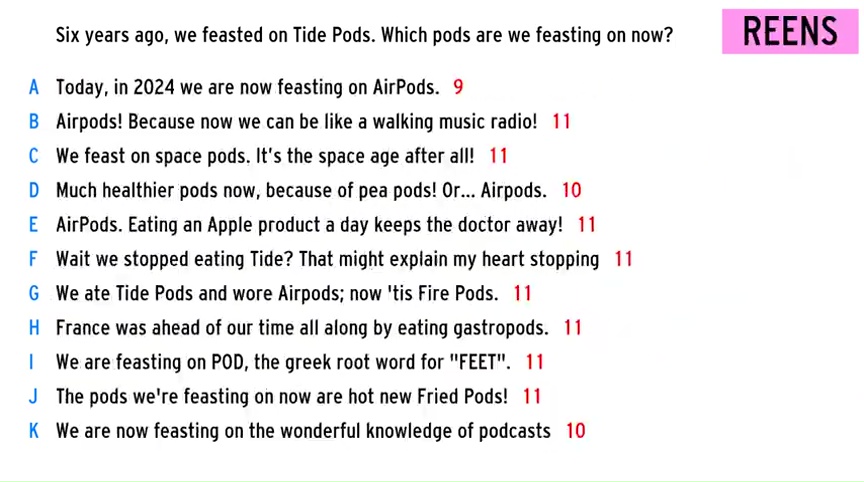 Six years ago, we feasted on Tide Pods. Which pods are we feasting on now?
REENS
A Today, in 2024 we are now feasting on AirPods. 9
B Airpods! Because now we can be like a walking music radio! 11
C We feast on space pods. It's the space age after all! 11
D Much healthier pods now, because of pea pods! Or... Airpods. 10
E AirPods. Eating an Apple product a day keeps the doctor away! 11
F Wait we stopped eating Tide? That might explain my heart stopping 11
G We ate Tide Pods and wore Airpods; now 'tis Fire Pods. 11
H France was ahead of our time all along by eating gastropods. 11
I We are feasting on POD, the greek root word for "FEET". 11
J The pods we're feasting on now are hot new Fried Pods! 11
K We are now feasting on the wonderful knowledge of podcasts 10